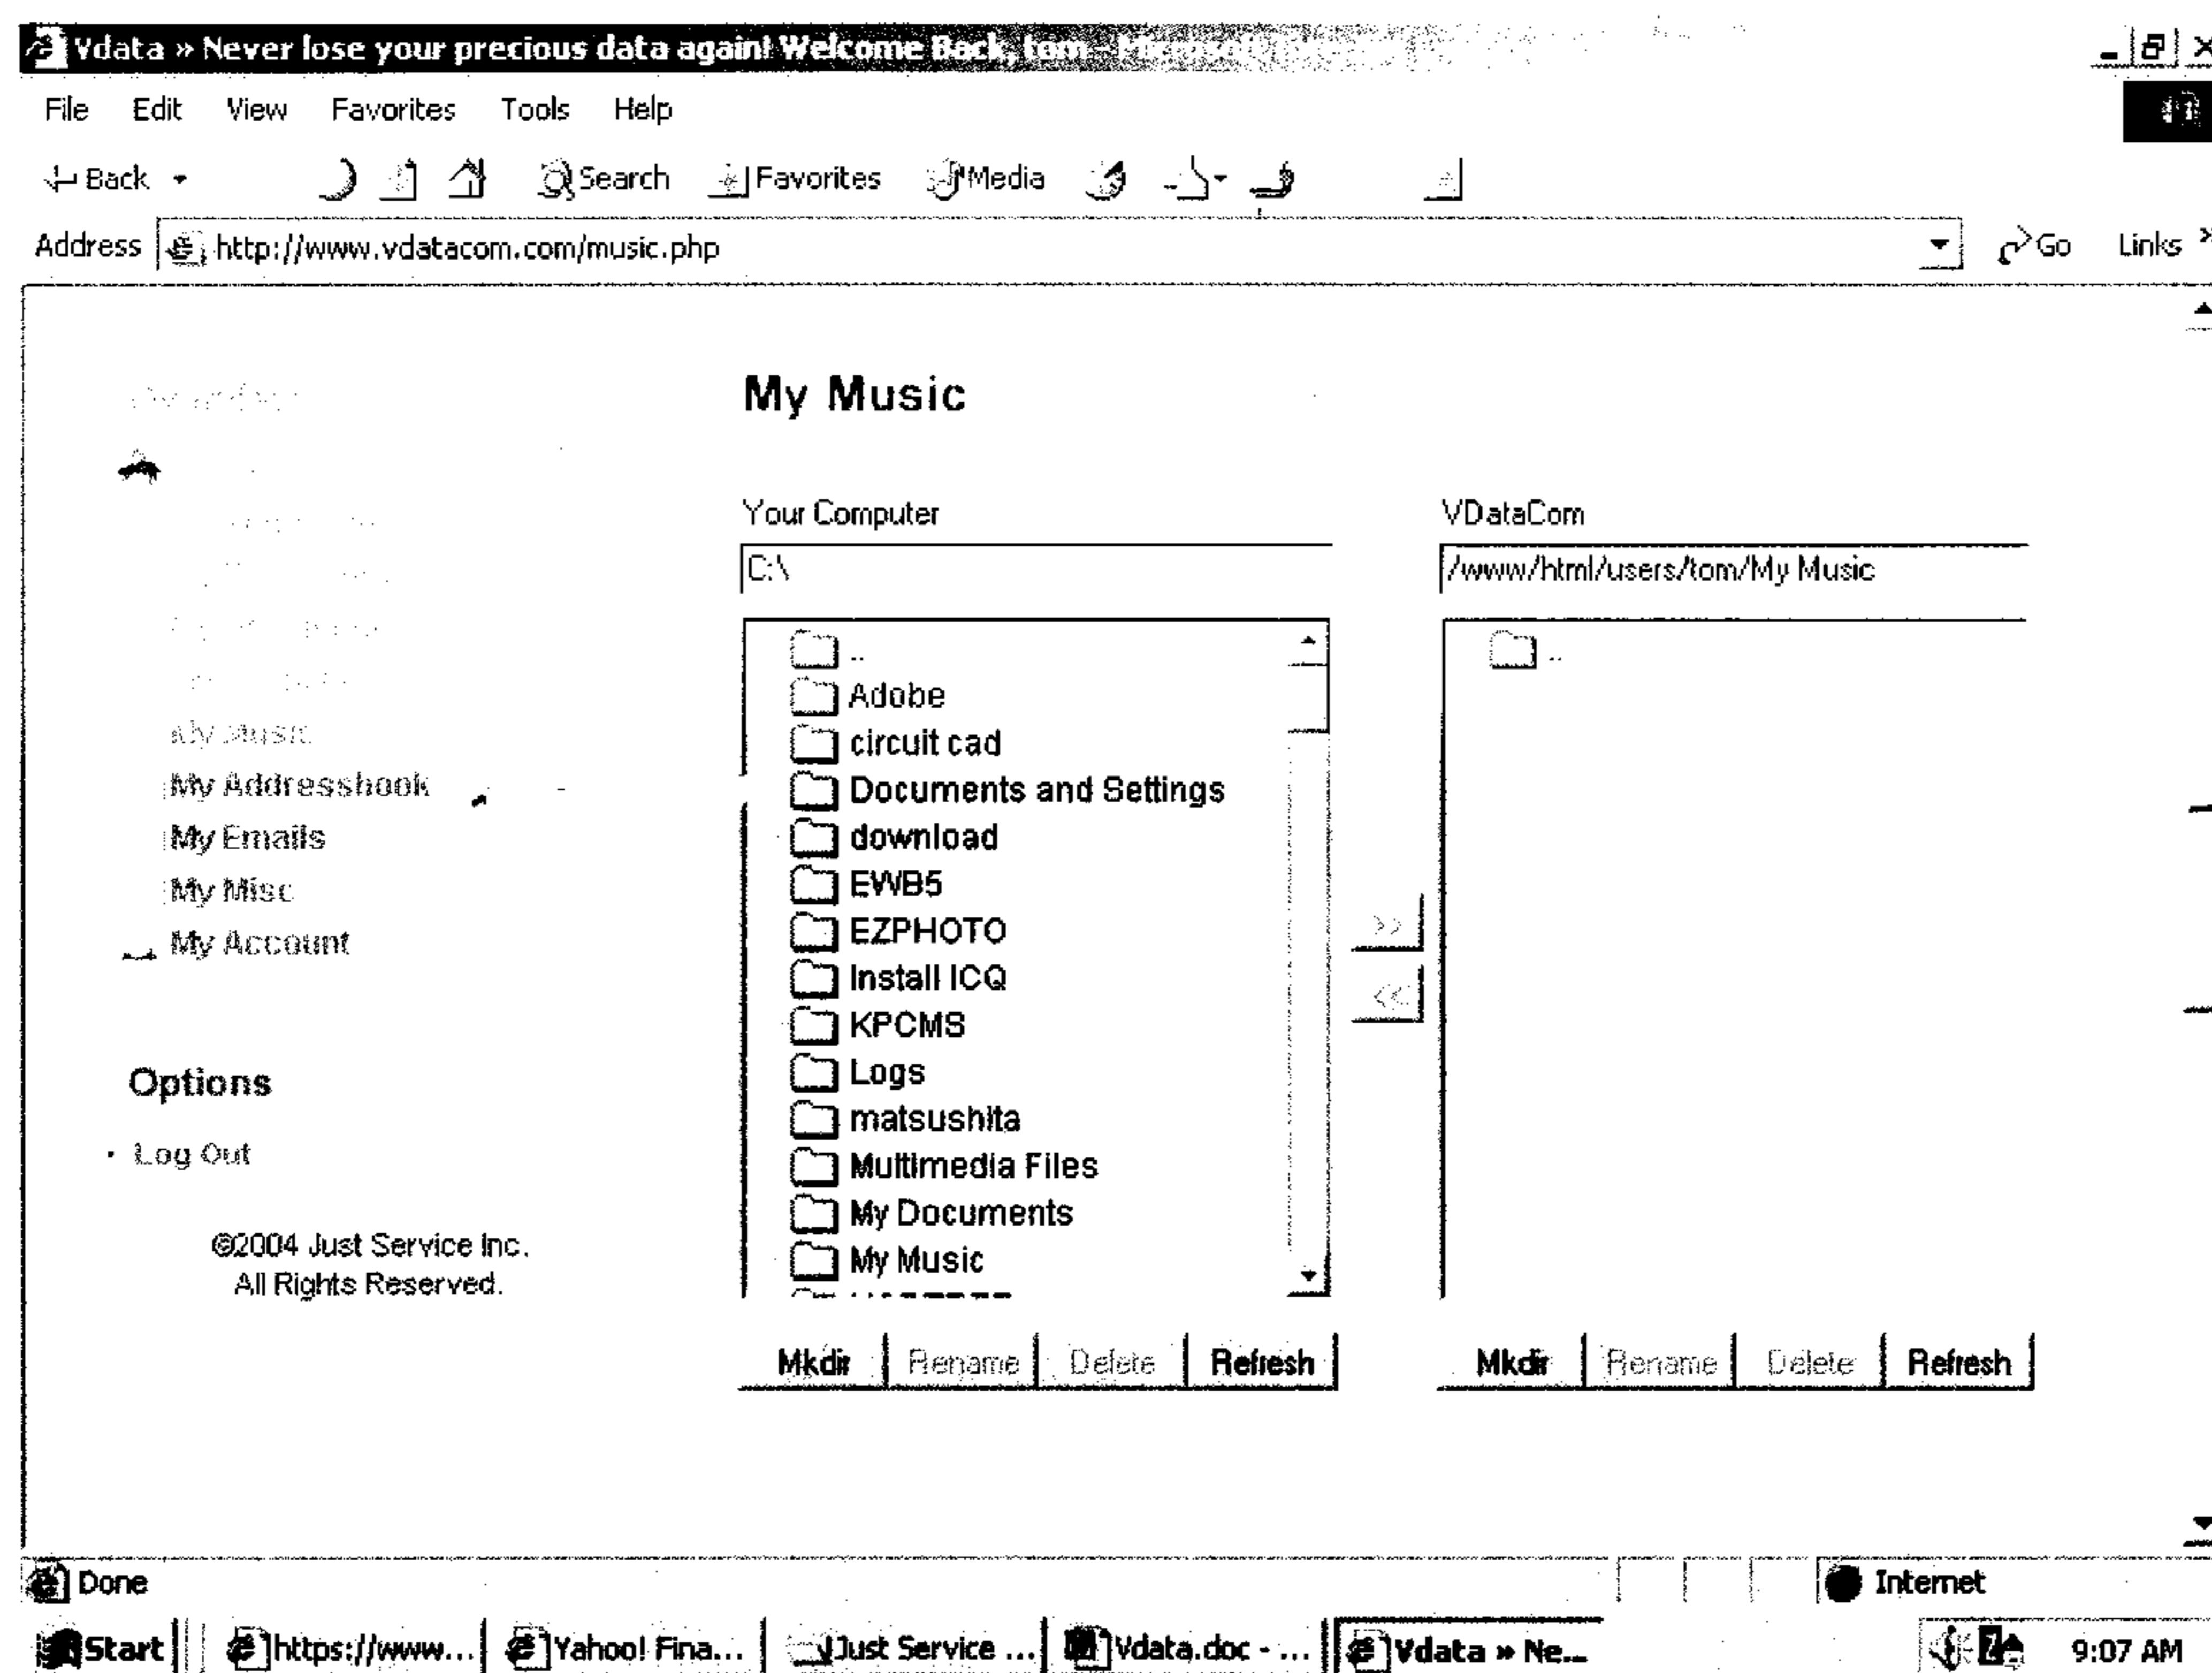 Vdata » Never lose your precious data again! Welcome Back, tom - Microsoft
File Edit View Favorites Tools Help
Back Search Favorites Media
Address http://www.vdatacom.com/music.php Go Links »
My Music
Your Computer VDataCom
C:\ /www/html/users/tom/My Music
.. ..
Adobe
circuit cad
My Music
Documents and Settings
My Addressbook
download
My Emails
EWB5
My Misc
EZPHOTO
>>
My Account
Install ICQ
<<
KPCMS
Logs
Options
matsushita
Log Out
Multimedia Files
My Documents
©2004 Just Service Inc.
My Music
All Rights Reserved.
Mkdir Rename Delete Refresh Mkdir Rename Delete Refresh
Done Internet
Start https://www... Yahoo! Fina... Just Service ... Vdata.doc - ... Vdata » Ne... 9:07 AM